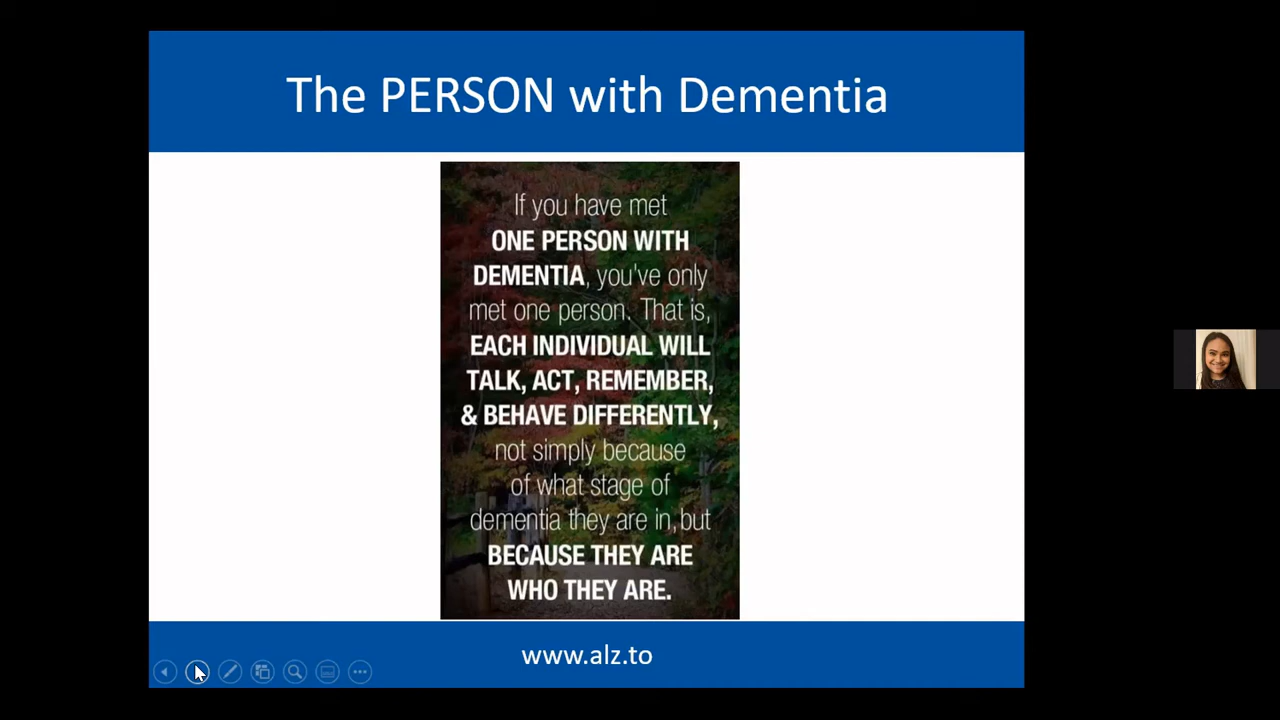 The PERSON with Dementia
If you have met
ONE PERSON WITH
DEMENTIA, you've only
met one person. That is,
EACH INDIVIDUAL WILL
TALK, ACT, REMEMBER,
& BEHAVE DIFFERENTLY,
not simply because
of what stage of
dementia they are in, but
BECAUSE THEY ARE
WHO THEY ARE.
www.alz.to